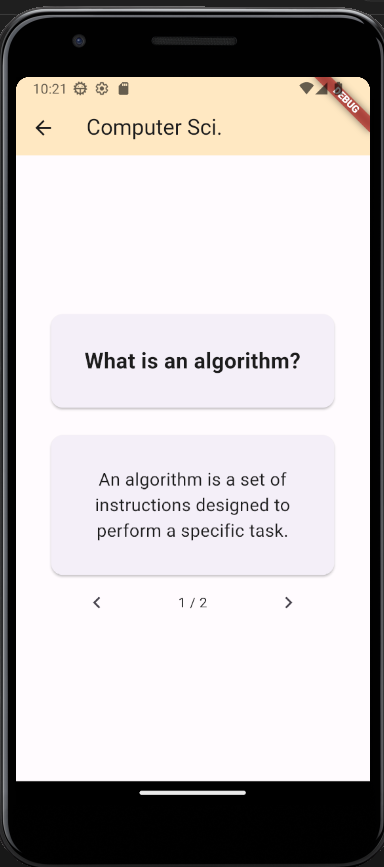 10:21
DEBUG
Computer Sci.
What is an algorithm?
An algorithm is a set of
instructions designed to
perform a specific task.
1 / 2